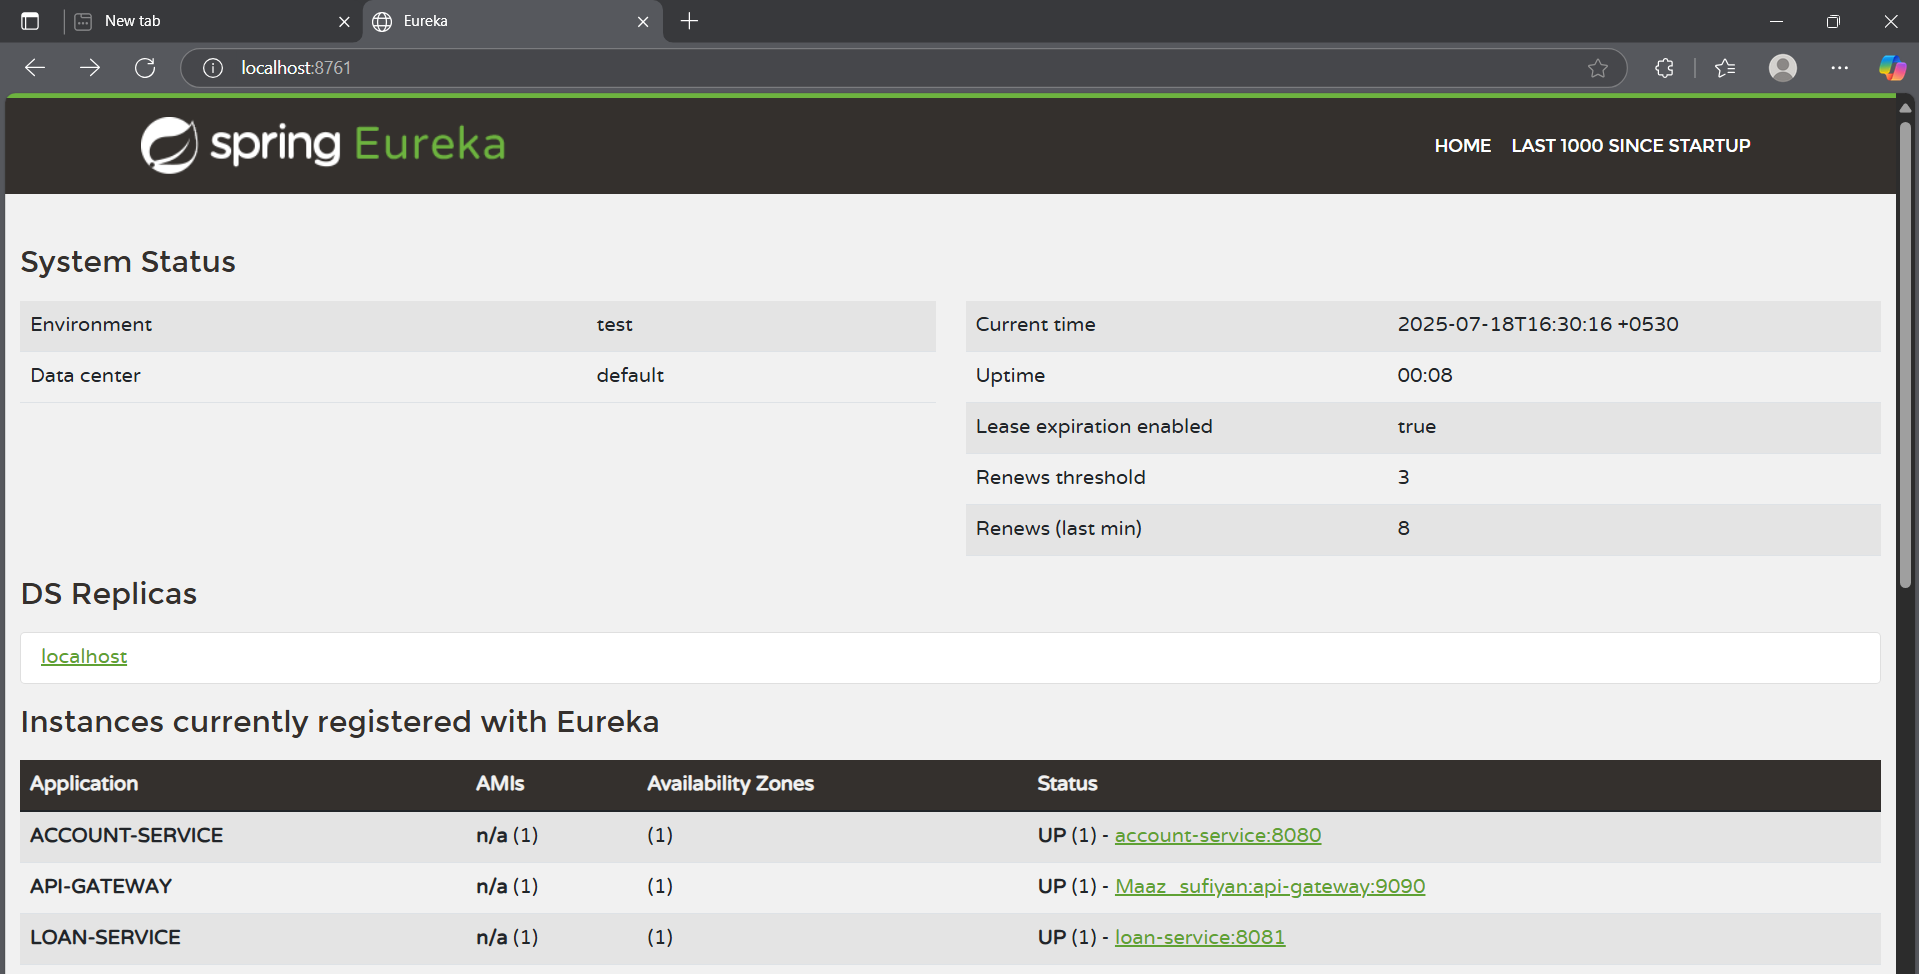 New tab
Eureka
localhost:8761
spring Eureka
HOME LAST 1000 SINCE STARTUP
System Status
Environment test
Data center default
Current time 2025-07-18T16:30:16 +0530
Uptime 00:08
Lease expiration enabled true
Renews threshold 3
Renews (last min) 8
DS Replicas
localhost
Instances currently registered with Eureka
Application AMIs Availability Zones Status
ACCOUNT-SERVICE n/a (1) (1) UP (1) - account-service:8080
API-GATEWAY n/a (1) (1) UP (1) - Maaz_sufiyan:api-gateway:9090
LOAN-SERVICE n/a (1) (1) UP (1) - loan-service:8081